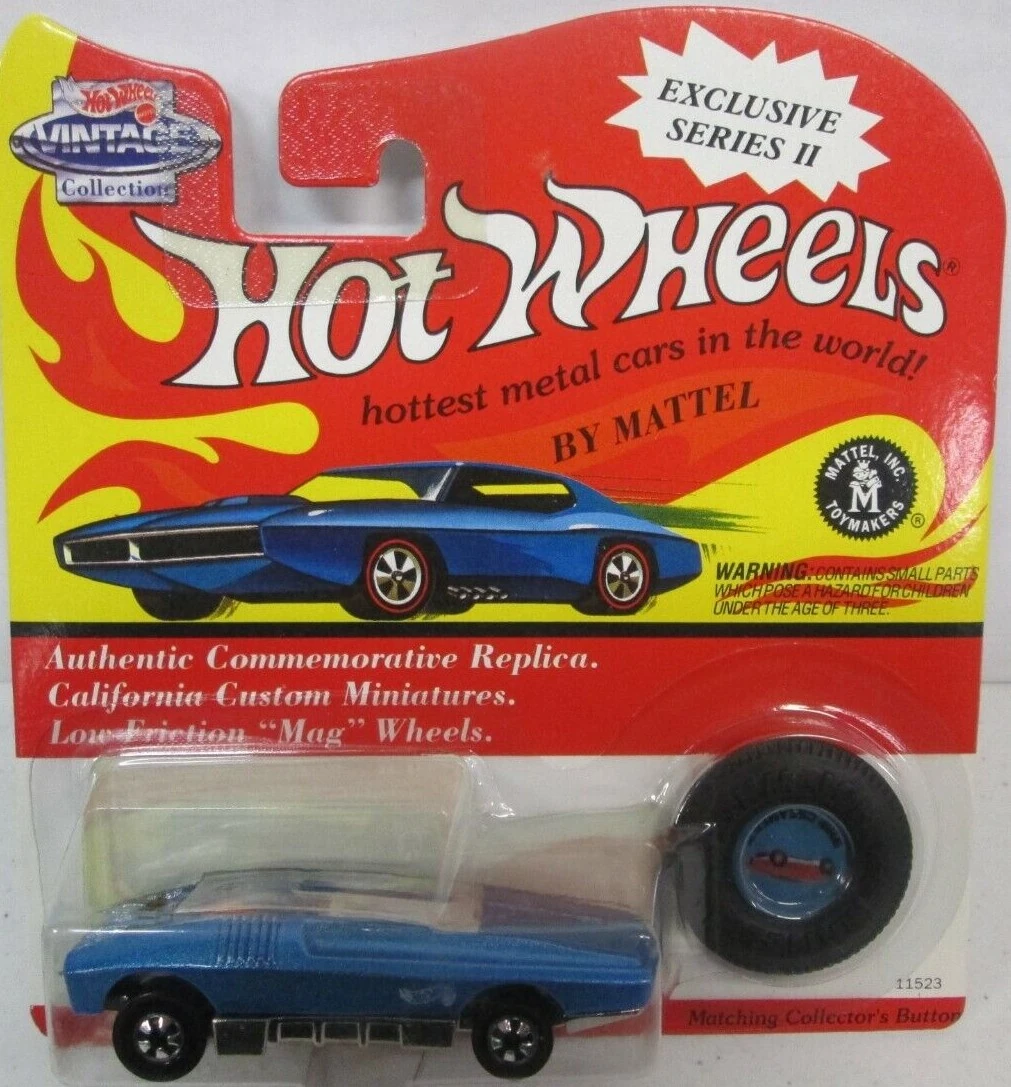 Hot Wheels
VINTAGE
Collection
EXCLUSIVE
SERIES II
Hot Wheels®
hottest metal cars in the world!
BY MATTEL
MATTEL, INC.
M
TOYMAKERS
®
WARNING: CONTAINS SMALL PARTS
WHICH POSE A HAZARD FOR CHILDREN
UNDER THE AGE OF THREE.
Authentic Commemorative Replica.
California Custom Miniatures.
Low Friction "Mag" Wheels.
11523
Matching Collector's Button